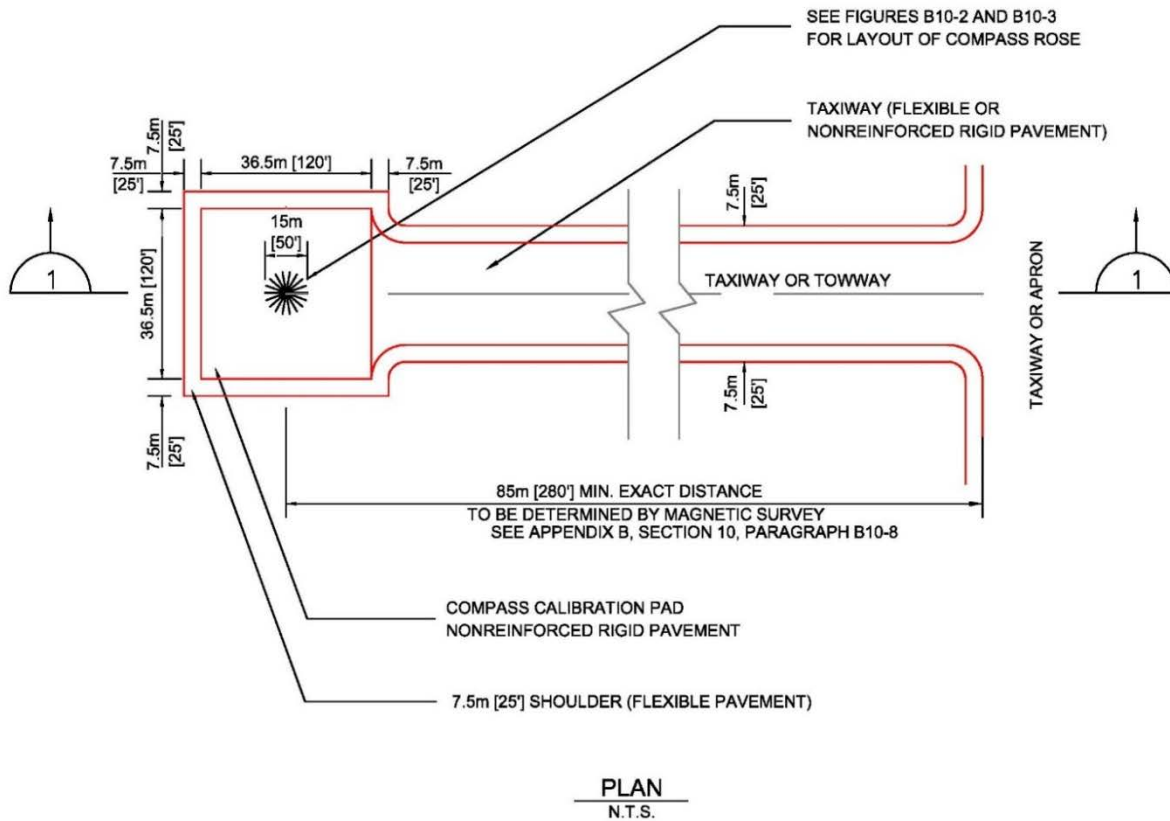 SEE FIGURES B10-2 AND B10-3
FOR LAYOUT OF COMPASS ROSE
TAXIWAY (FLEXIBLE OR
NONREINFORCED RIGID PAVEMENT)
7.5m
[25']
7.5m
[25']
36.5m [120']
7.5m
[25']
7.5m
[25']
15m
[50']
1
36.5m [120']
TAXIWAY OR TOWWAY
TAXIWAY OR APRON
1
7.5m
[25']
7.5m
[25']
85m [280'] MIN. EXACT DISTANCE
TO BE DETERMINED BY MAGNETIC SURVEY
SEE APPENDIX B, SECTION 10, PARAGRAPH B10-8
COMPASS CALIBRATION PAD
NONREINFORCED RIGID PAVEMENT
7.5m [25'] SHOULDER (FLEXIBLE PAVEMENT)
PLAN
N.T.S.